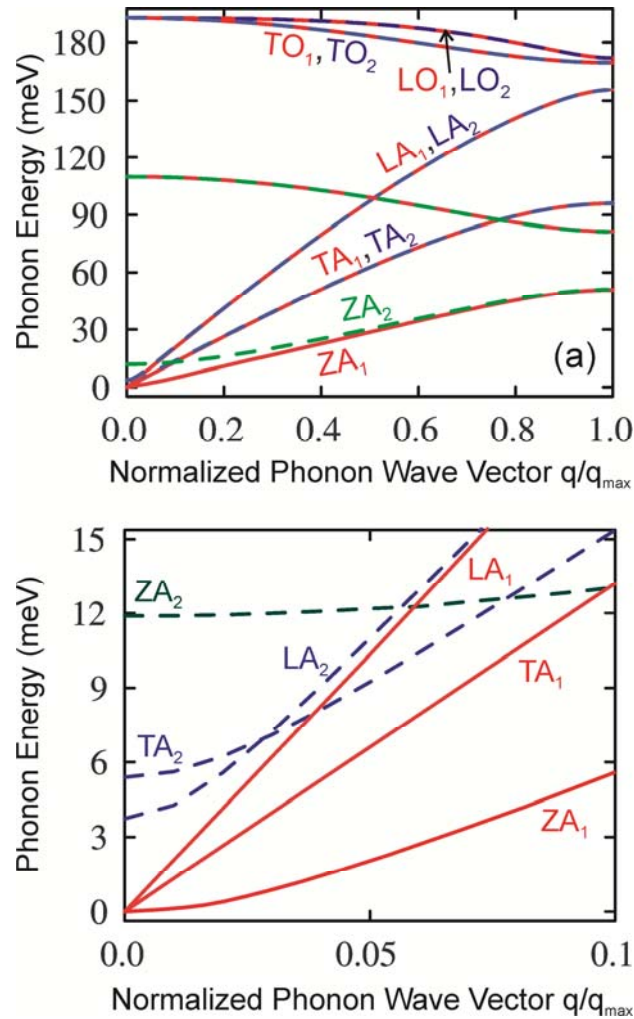 180
150
120
90
60
30
0
Phonon Energy (meV)
TO₁,TO₂
LO₁,LO₂
LA₁,LA₂
TA₁,TA₂
ZA₂
ZA₁
(a)
0.0 0.2 0.4 0.6 0.8 1.0
Normalized Phonon Wave Vector q/qₘₐₓ
15
12
9
6
3
0
Phonon Energy (meV)
ZA₂
LA₁
LA₂
TA₁
TA₂
ZA₁
0.0 0.05 0.1
Normalized Phonon Wave Vector q/qₘₐₓ